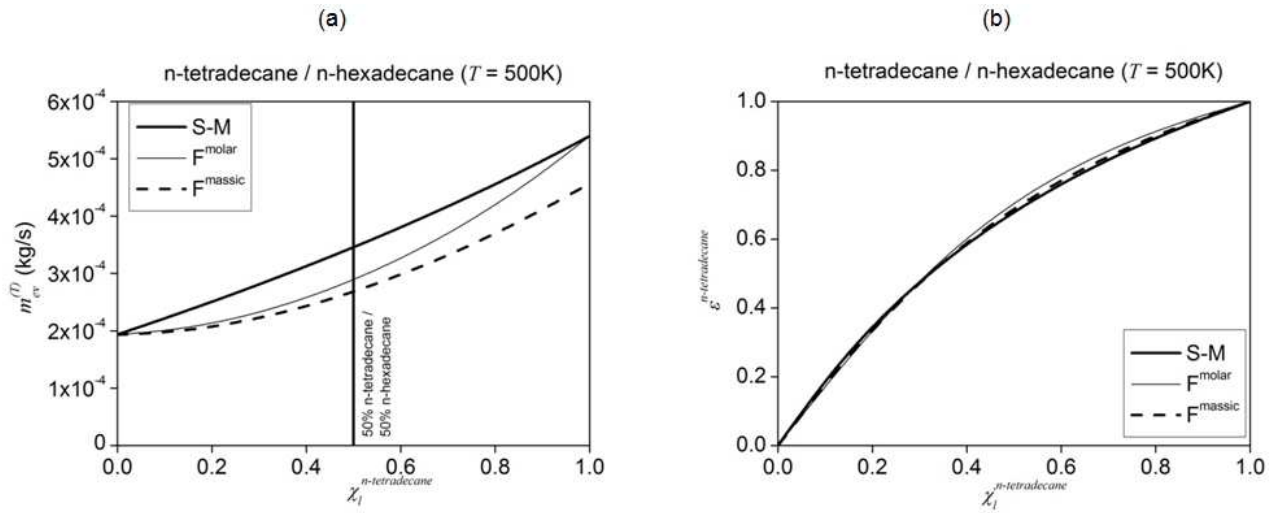 (a)
n-tetradecane / n-hexadecane (T = 500K)
6x10⁻⁴
5x10⁻⁴
4x10⁻⁴
3x10⁻⁴
2x10⁻⁴
1x10⁻⁴
0
m_ev^(T) (kg/s)
S-M
F^molar
F^massic
50% n-tetradecane /
50% n-hexadecane
0.0 0.2 0.4 0.6 0.8 1.0
χ_l^n-tetradecane
(b)
n-tetradecane / n-hexadecane (T = 500K)
1.0
0.8
0.6
0.4
0.2
0.0
ε^n-tetradecane
S-M
F^molar
F^massic
0.0 0.2 0.4 0.6 0.8 1.0
χ_l^n-tetradecane